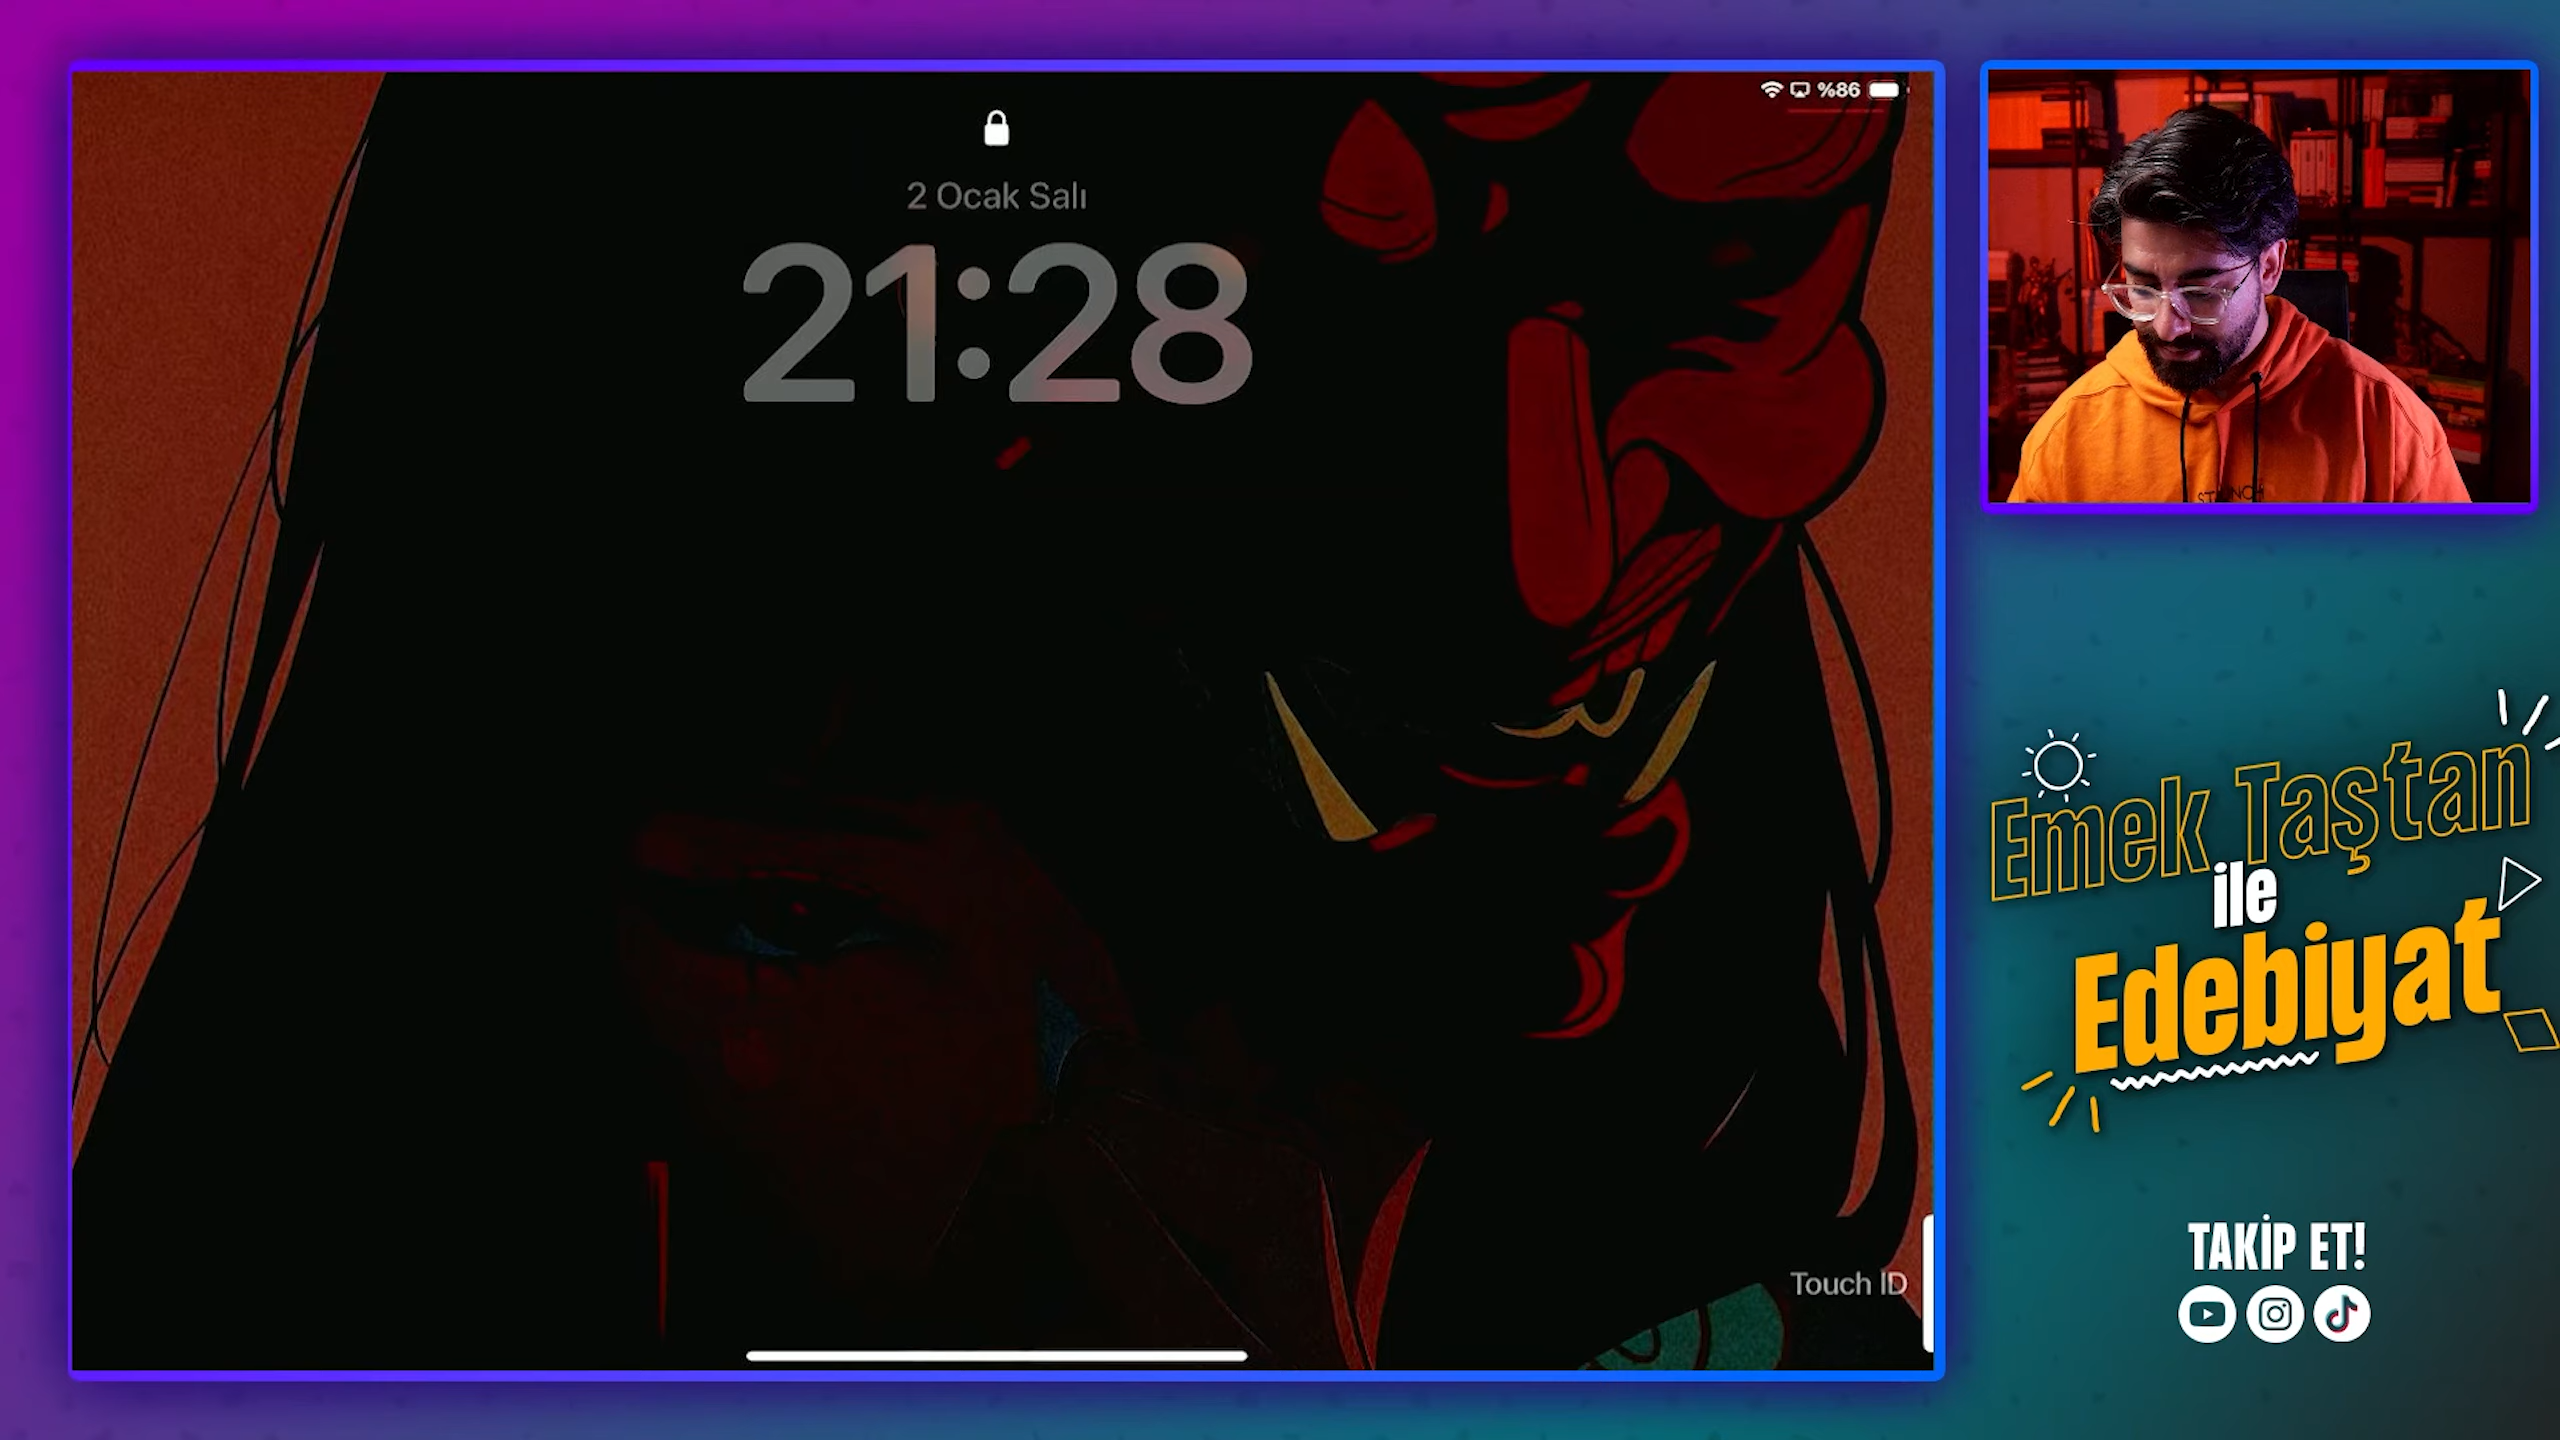 %86
2 Ocak Salı
21:28
Touch ID
Emek Taştan
ile
Edebiyat
TAKİP ET!